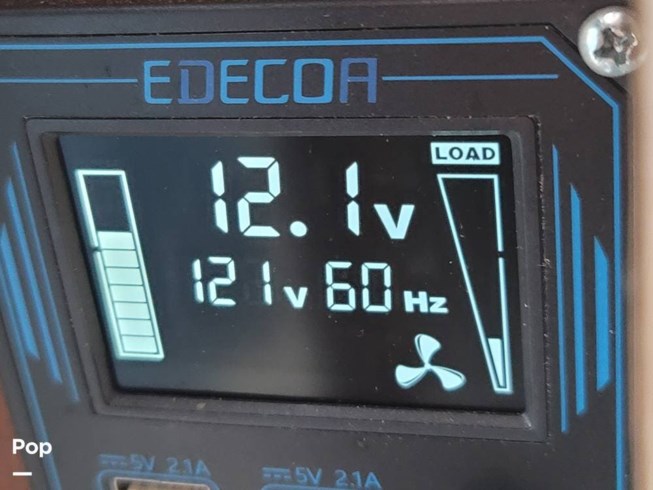 EDECOA
LOAD
12.1v
121v 60Hz
Pop
5V 2.1A
5V 2.1A